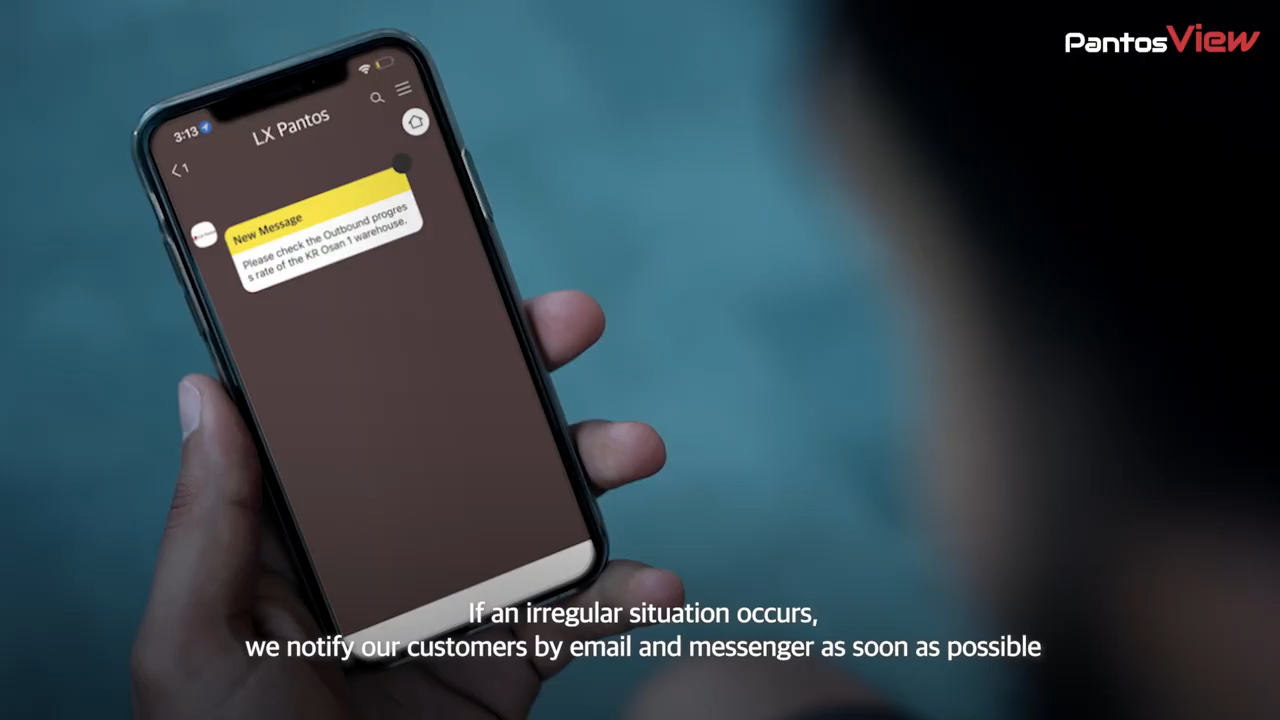 PantosView
3:13
LX Pantos
1
New Message
Please check the Outbound progres
s rate of the KR Osan 1 warehouse.
If an irregular situation occurs,
we notify our customers by email and messenger as soon as possible